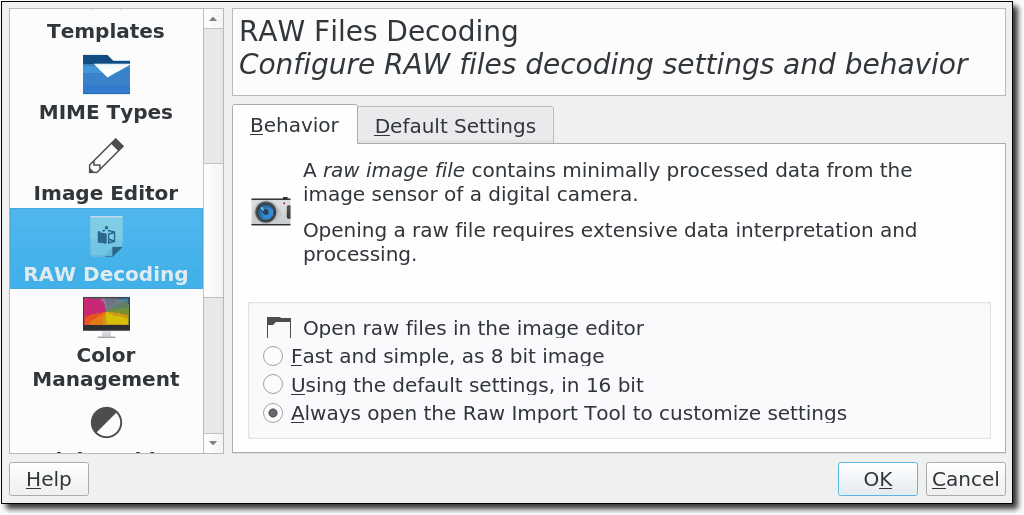 Templates
MIME Types
Image Editor
RAW Decoding
Color
Management
RAW Files Decoding
Configure RAW files decoding settings and behavior
Behavior
Default Settings
A raw image file contains minimally processed data from the
image sensor of a digital camera.
Opening a raw file requires extensive data interpretation and
processing.
Open raw files in the image editor
Fast and simple, as 8 bit image
Using the default settings, in 16 bit
Always open the Raw Import Tool to customize settings
Help
OK
Cancel